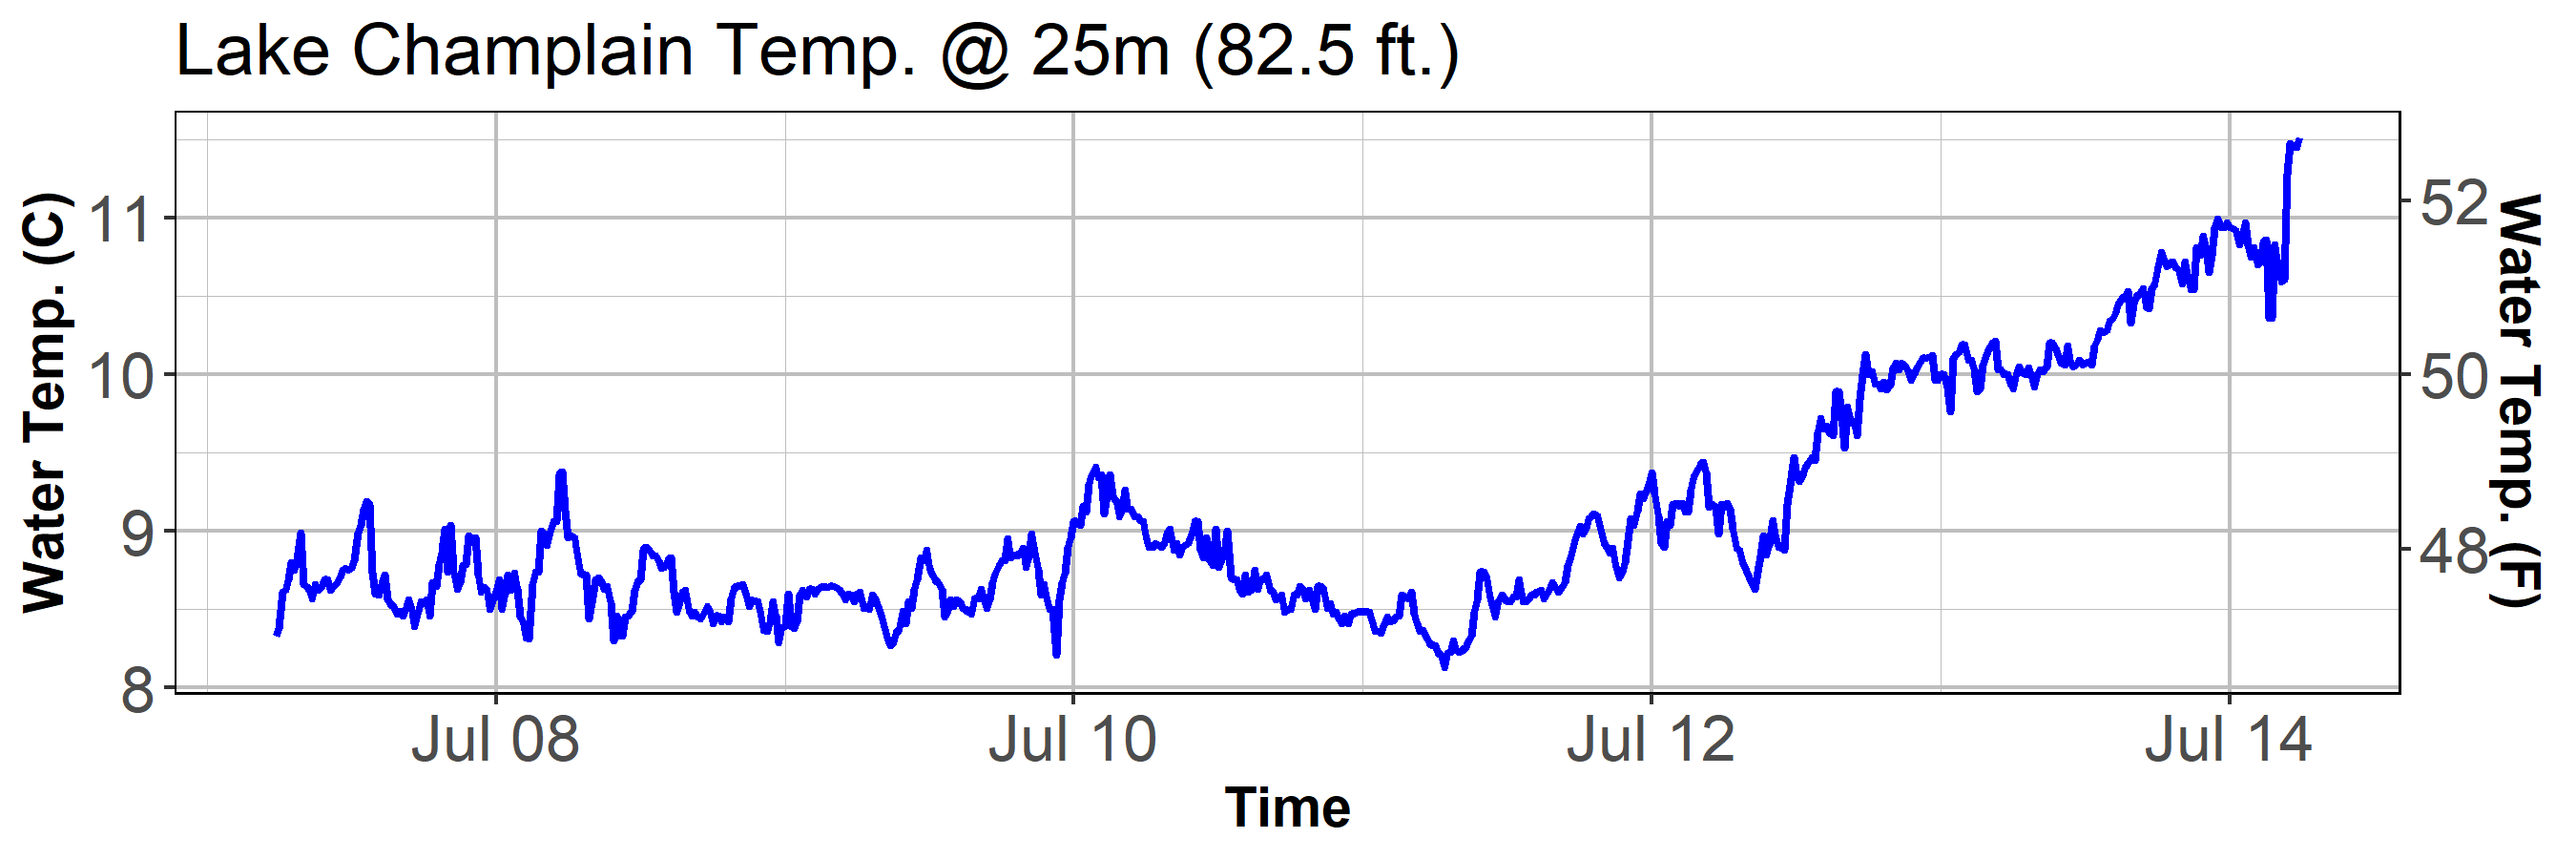 Lake Champlain Temp. @ 25m (82.5 ft.)
Water Temp. (C)
11
10
9
8
52
50
48
Water Temp. (F)
Jul 08
Jul 10
Jul 12
Jul 14
Time